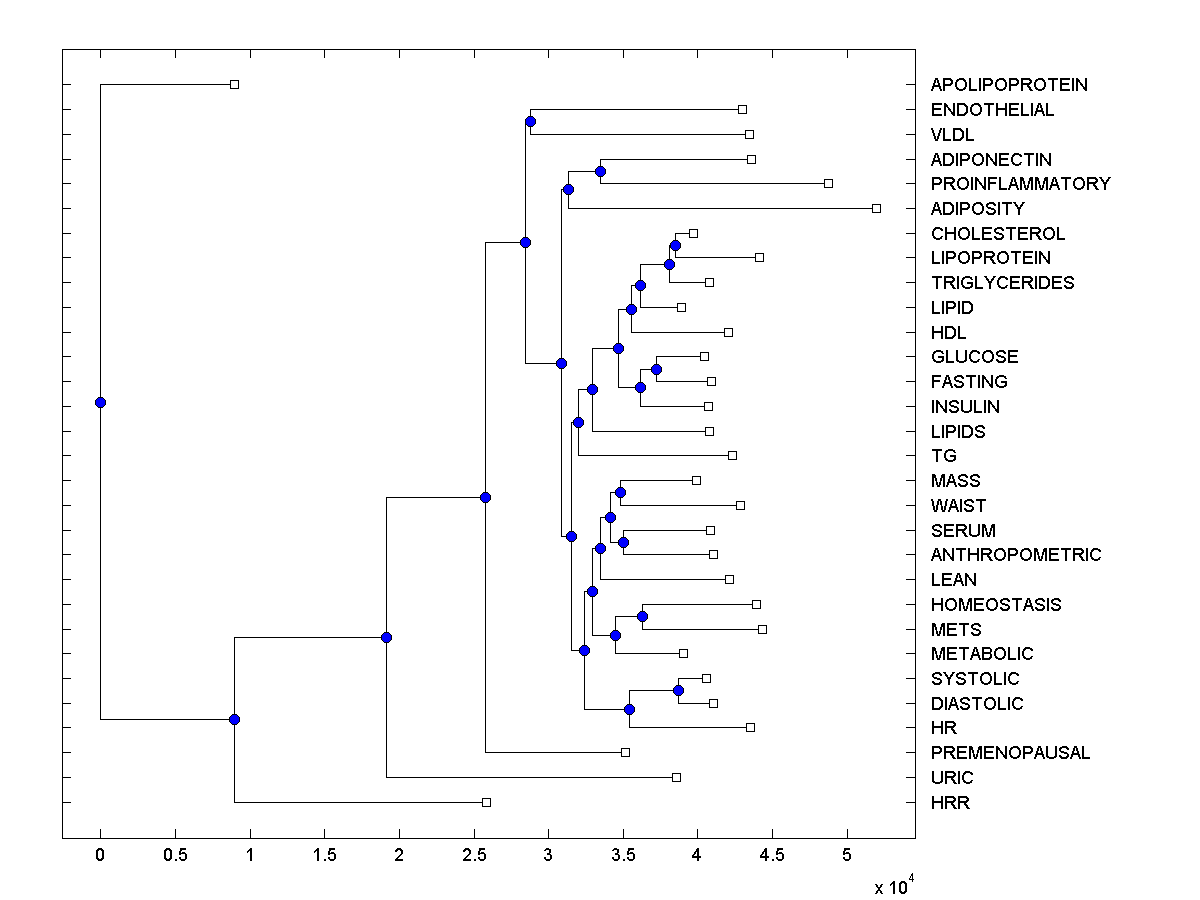 APOLIPOPROTEIN
ENDOTHELIAL
VLDL
ADIPONECTIN
PROINFLAMMATORY
ADIPOSITY
CHOLESTEROL
LIPOPROTEIN
TRIGLYCERIDES
LIPID
HDL
GLUCOSE
FASTING
INSULIN
LIPIDS
TG
MASS
WAIST
SERUM
ANTHROPOMETRIC
LEAN
HOMEOSTASIS
METS
METABOLIC
SYSTOLIC
DIASTOLIC
HR
PREMENOPAUSAL
URIC
HRR
0 0.5 1 1.5 2 2.5 3 3.5 4 4.5 5
x 10^4